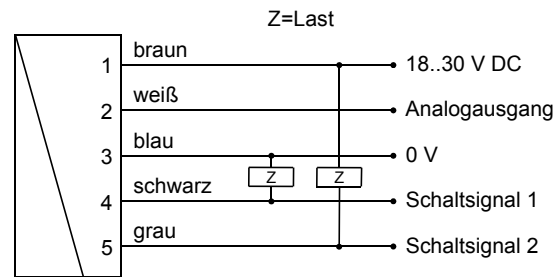 Z=Last
1 braun 18..30 V DC
2 weiß Analogausgang
3 blau 0 V
Z Z
4 schwarz Schaltsignal 1
5 grau Schaltsignal 2